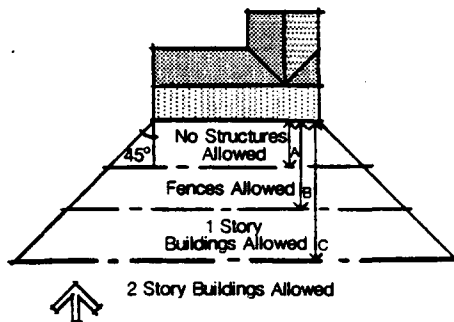 No Structures
Allowed
A
45°
Fences Allowed
B
1 Story
Buildings Allowed
C
2 Story Buildings Allowed